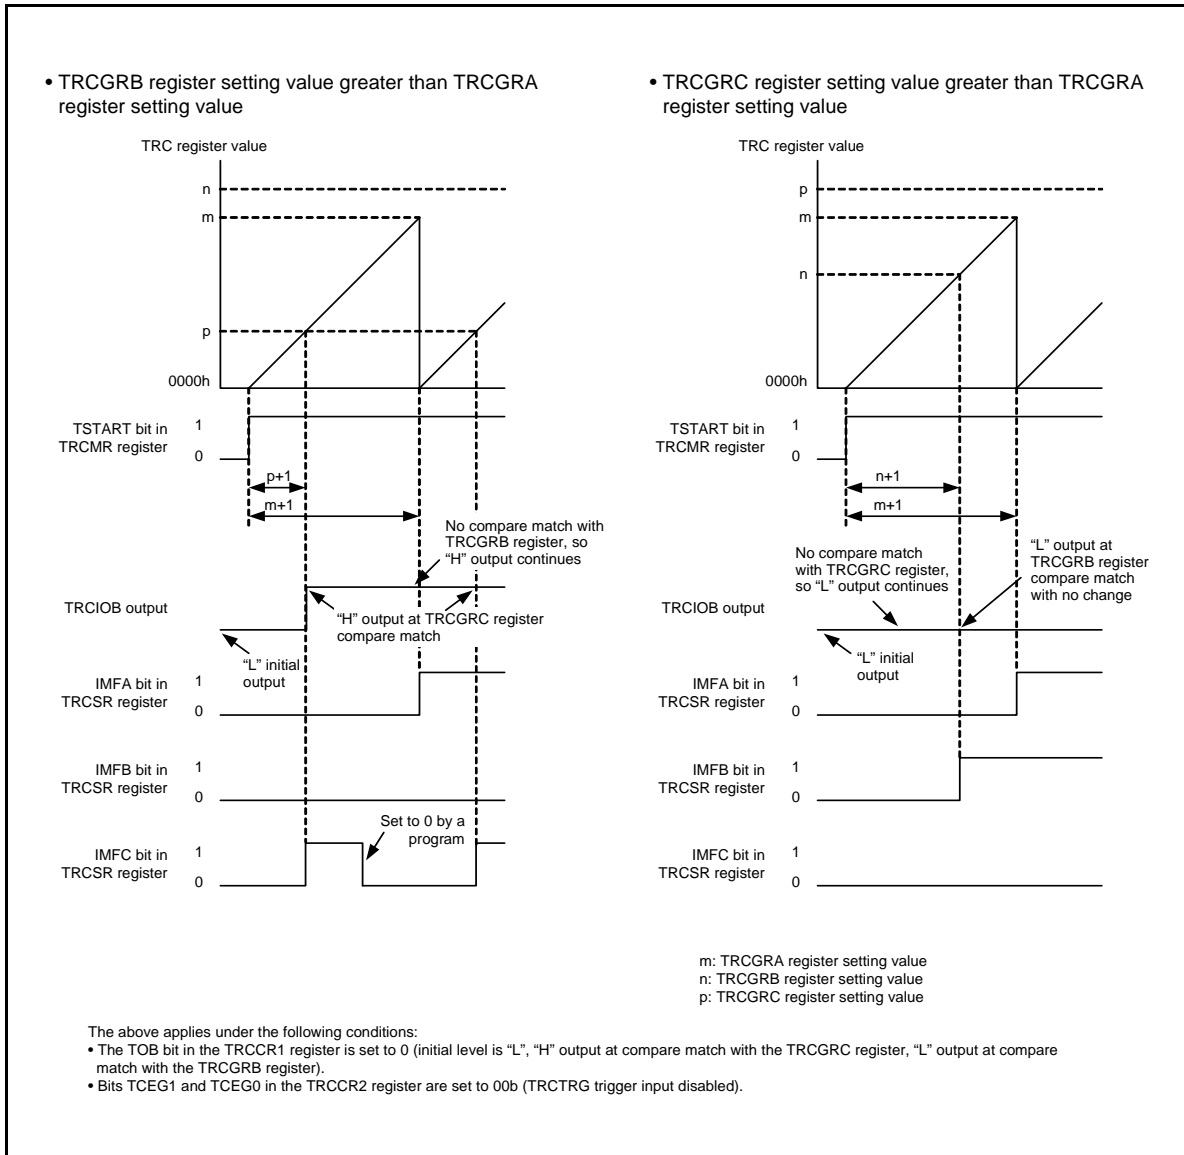 • TRCGRB register setting value greater than TRCGRA
register setting value
TRC register value
n
m
p
0000h
TSTART bit in
TRCMR register
1
0
p+1
m+1
No compare match with
TRCGRB register, so
“H” output continues
TRCIOB output
“H” output at TRCGRC register
compare match
“L” initial
output
IMFA bit in
TRCSR register
1
0
IMFB bit in
TRCSR register
1
0
Set to 0 by a
program
IMFC bit in
TRCSR register
1
0
• TRCGRC register setting value greater than TRCGRA
register setting value
TRC register value
p
m
n
0000h
TSTART bit in
TRCMR register
1
0
n+1
m+1
No compare match
with TRCGRC register,
so “L” output continues
“L” output at
TRCGRB register
compare match
with no change
TRCIOB output
“L” initial
output
IMFA bit in
TRCSR register
1
0
IMFB bit in
TRCSR register
1
0
IMFC bit in
TRCSR register
1
0
m: TRCGRA register setting value
n: TRCGRB register setting value
p: TRCGRC register setting value
The above applies under the following conditions:
• The TOB bit in the TRCCR1 register is set to 0 (initial level is “L”, “H” output at compare match with the TRCGRC register, “L” output at compare
match with the TRCGRB register).
• Bits TCEG1 and TCEG0 in the TRCCR2 register are set to 00b (TRCTRG trigger input disabled).